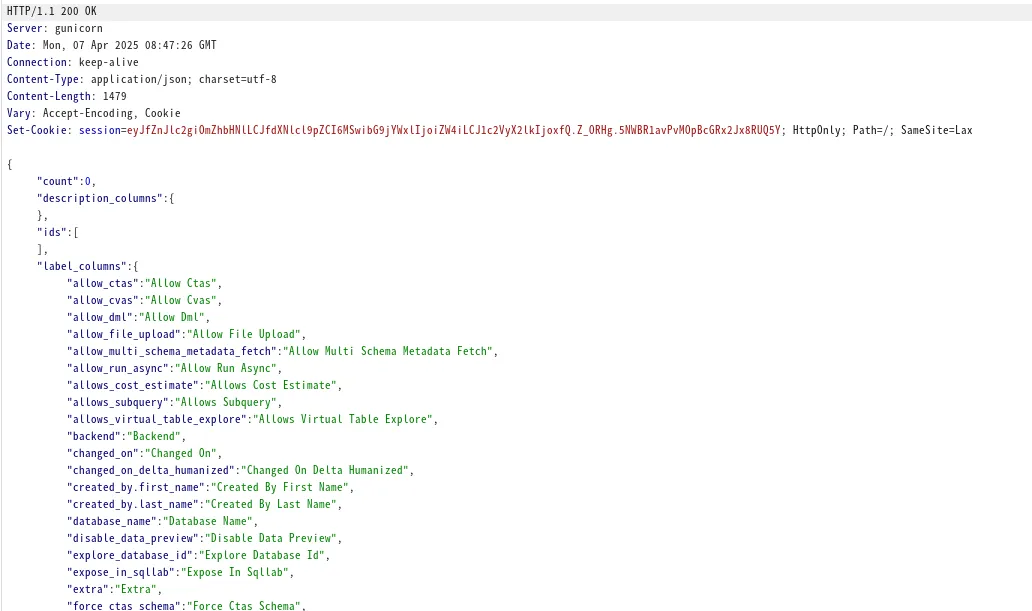 HTTP/1.1 200 OK
Server: gunicorn
Date: Mon, 07 Apr 2025 08:47:26 GMT
Connection: keep-alive
Content-Type: application/json; charset=utf-8
Content-Length: 1479
Vary: Accept-Encoding, Cookie
Set-Cookie: session=eyJfZnJlc2giOmZhbHNlLCJfdXNlcl9pZCI6MSwibG9jYWxlIjoiZW4iLCJ1c2VyX2lkIjoxfQ.Z_ORHg.5NWBR1avPvMOpBcGRx2Jx8RUQ5Y; HttpOnly; Path=/; SameSite=Lax
{
"count":0,
"description_columns":{
},
"ids":[
],
"label_columns":{
"allow_ctas":"Allow Ctas",
"allow_cvas":"Allow Cvas",
"allow_dml":"Allow Dml",
"allow_file_upload":"Allow File Upload",
"allow_multi_schema_metadata_fetch":"Allow Multi Schema Metadata Fetch",
"allow_run_async":"Allow Run Async",
"allows_cost_estimate":"Allows Cost Estimate",
"allows_subquery":"Allows Subquery",
"allows_virtual_table_explore":"Allows Virtual Table Explore",
"backend":"Backend",
"changed_on":"Changed On",
"changed_on_delta_humanized":"Changed On Delta Humanized",
"created_by.first_name":"Created By First Name",
"created_by.last_name":"Created By Last Name",
"database_name":"Database Name",
"disable_data_preview":"Disable Data Preview",
"explore_database_id":"Explore Database Id",
"expose_in_sqllab":"Expose In Sqllab",
"extra":"Extra",
"force_ctas_schema":"Force Ctas Schema",